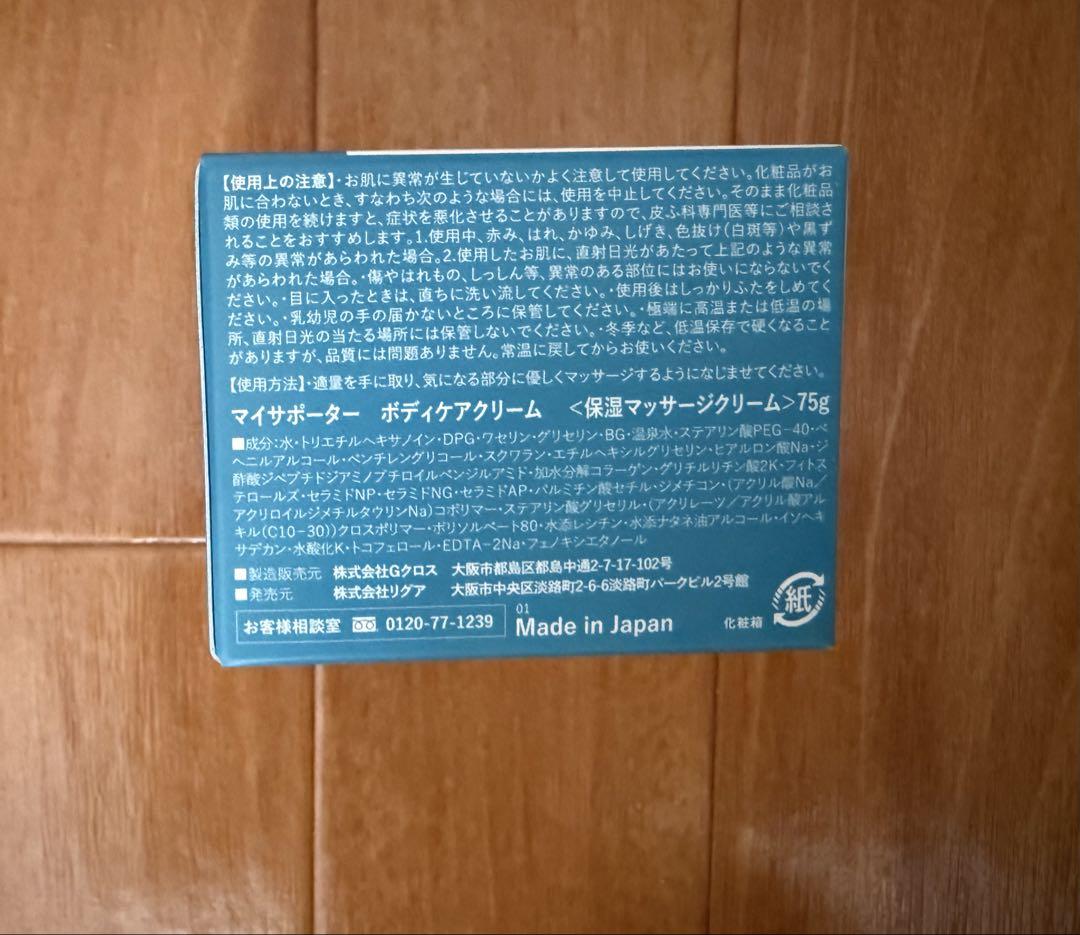 【使用上の注意】・お肌に異常が生じていないかよく注意して使用してください。化粧品がお
肌に合わないとき、すなわち次のような場合には、使用を中止してください。そのまま化粧品
類の使用を続けますと、症状を悪化させることがありますので、皮ふ科専門医等にご相談さ
れることをおすすめします。1.使用中、赤み、はれ、かゆみ、しげき、色抜け(白斑等)や黒ず
み等の異常があらわれた場合。2.使用したお肌に、直射日光があたって上記のような異常
があらわれた場合。・傷やはれもの、しっしん等、異常のある部位にはお使いにならないでく
ださい。・目に入ったときは、直ちに洗い流してください。・使用後はしっかりふたをしめてく
ださい。・乳幼児の手の届かないところに保管してください。・極端に高温または低温の場
所、直射日光の当たる場所には保管しないでください。・冬季など、低温保存で硬くなること
がありますが、品質には問題ありません。常温に戻してからお使いください。
【使用方法】・適量を手に取り、気になる部分に優しくマッサージするようになじませてください。
マイサポーター ボディケアクリーム <保湿マッサージクリーム>75g
■成分:水・トリエチルヘキサノイン・DPG・ワセリン・グリセリン・BG・温泉水・ステアリン酸PEG-40・ベ
ヘニルアルコール・ペンチレングリコール・スクワラン・エチルヘキシルグリセリン・ヒアルロン酸Na・ジ
酢酸ジペプチドジアミノブチロイルベンジルアミド・加水分解コラーゲン・グリチルリチン酸2K・フィトス
テロールズ・セラミドNP・セラミドNG・セラミドAP・パルミチン酸セチル・ジメチコン・(アクリル酸Na/
アクリロイルジメチルタウリンNa)コポリマー・ステアリン酸グリセリル・(アクリレーツ/アクリル酸アル
キル(C10-30))クロスポリマー・ポリソルベート80・水添レシチン・水添ナタネ油アルコール・イソヘキ
サデカン・水酸化K・トコフェロール・EDTA-2Na・フェノキシエタノール
■製造販売元 株式会社Gクロス 大阪市都島区都島中通2-7-17-102号
■発売元 株式会社リグア 大阪市中央区淡路町2-6-6淡路町パークビル2号館
お客様相談室 0120-77-1239
01
Made in Japan
化粧箱
紙